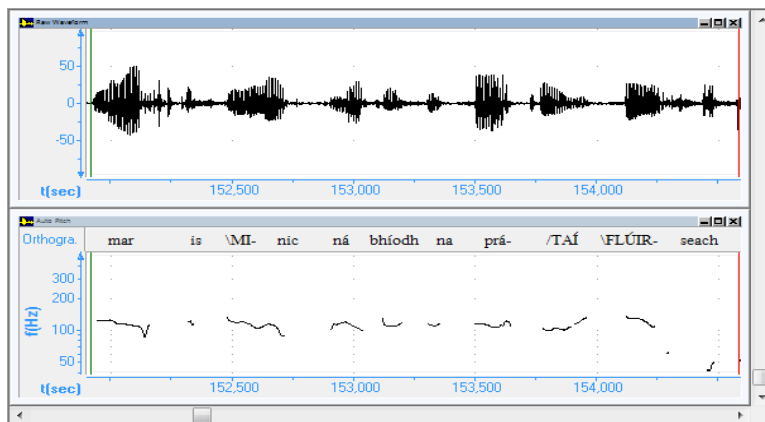 Raw Waveform
50
0
-50
t(sec) 152,500 153,000 153,500 154,000
Auto Pitch
Orthogra. mar is \MI- nic ná bhíodh na prá- /TAÍ \FLÚIR- seach
f(Hz)
300
200
100
50
t(sec) 152,500 153,000 153,500 154,000